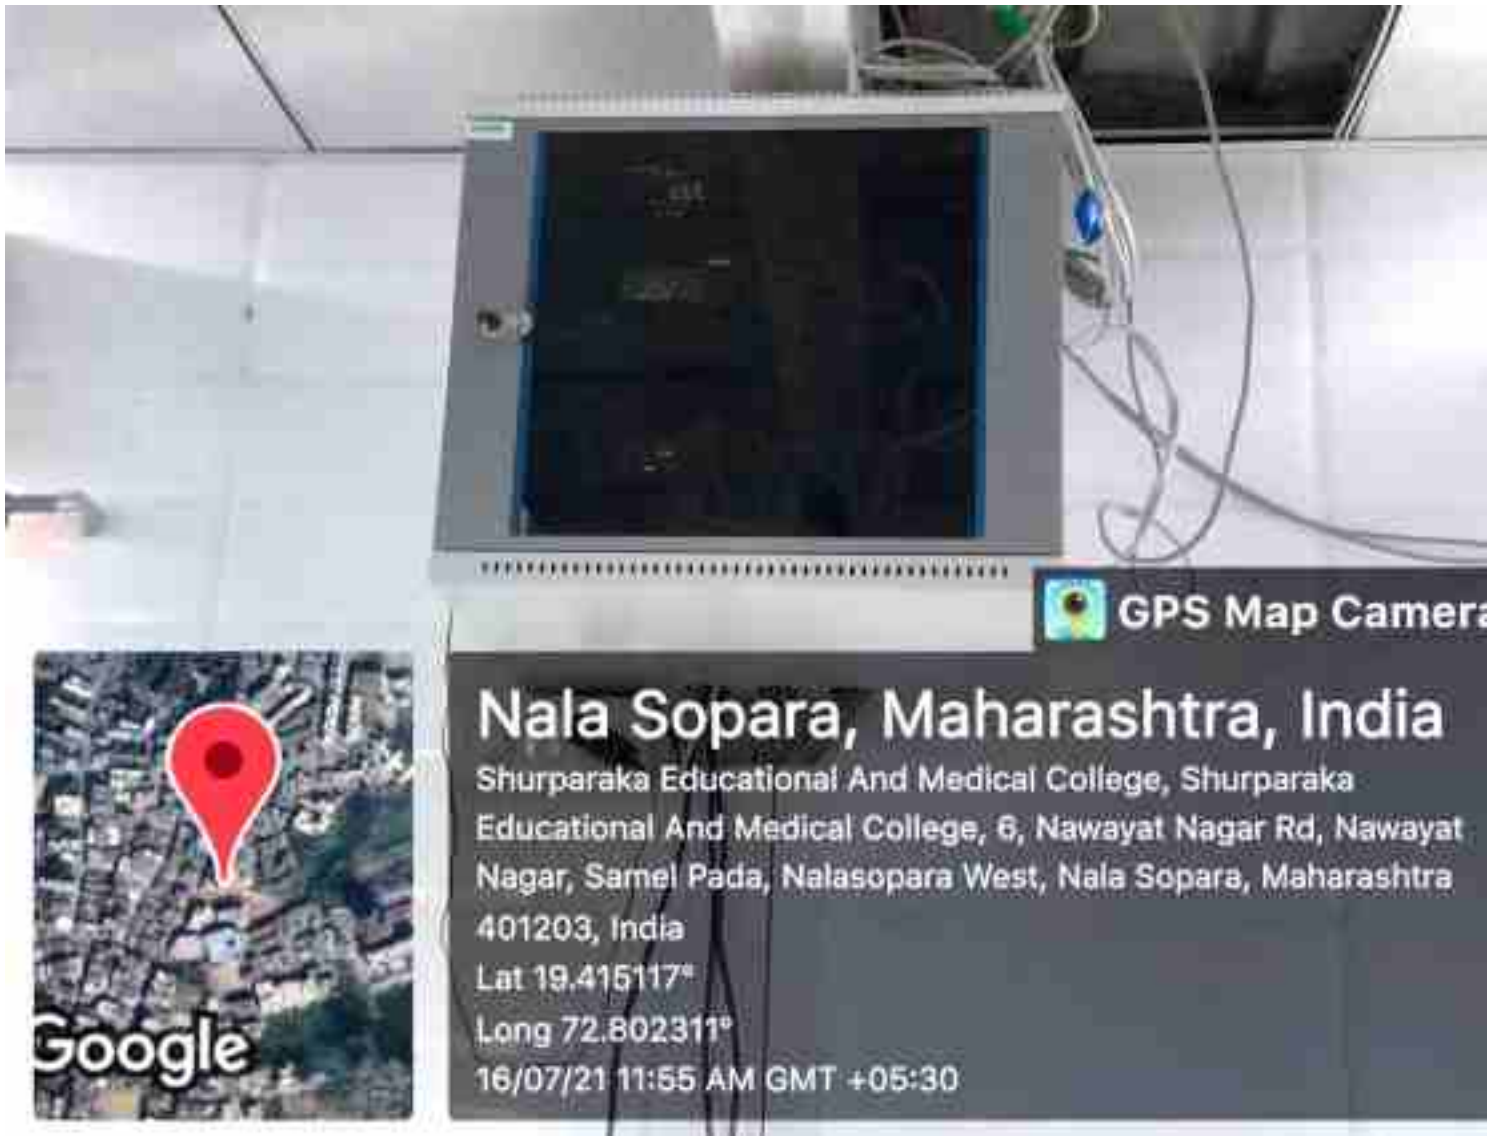 GPS Map Camera
Nala Sopara, Maharashtra, India
Shurparaka Educational And Medical College, Shurparaka
Educational And Medical College, 6, Nawayat Nagar Rd, Nawayat
Nagar, Samel Pada, Nalasopara West, Nala Sopara, Maharashtra
401203, India
Lat 19.415117°
Long 72.802311°
16/07/21 11:55 AM GMT +05:30
Google